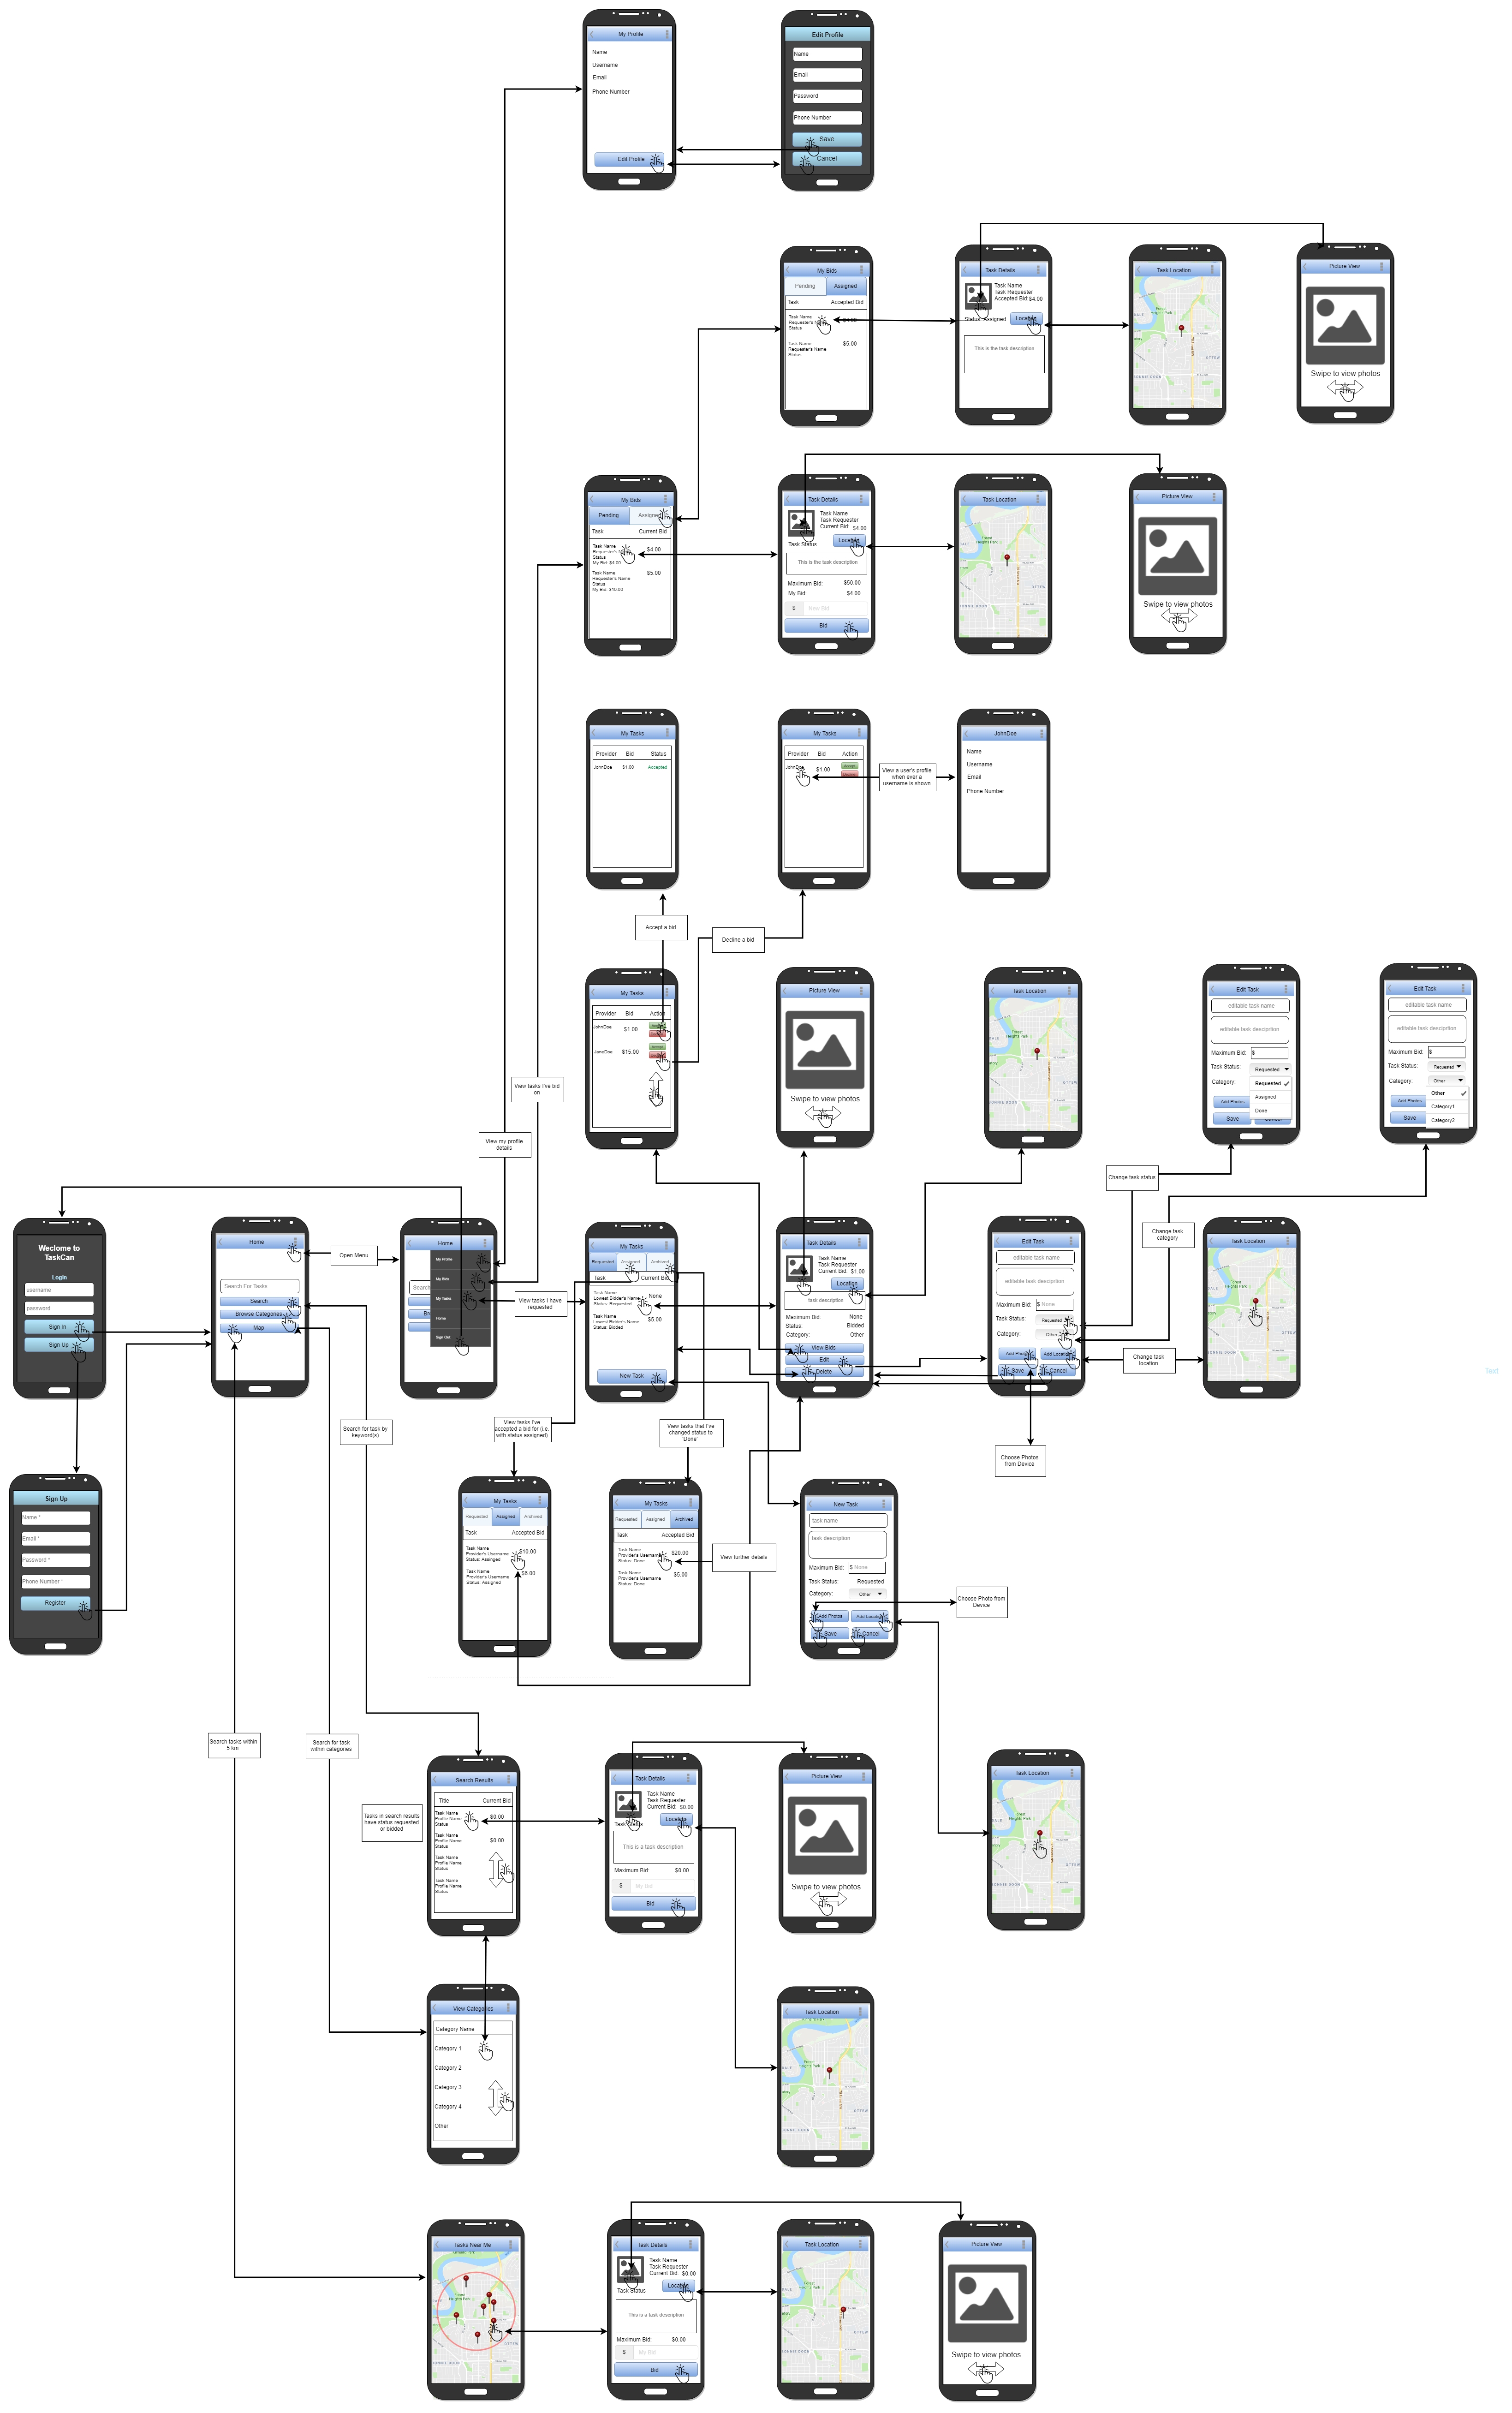 My Profile
Name
Username
Email
Phone Number
Edit Profile
Edit Profile
Name
Email
Password
Phone Number
Save
Cancel
My Bids
Pending
Assigned
Task
Accepted Bid
Task Name
Requester's Name
Status
$4.00
Task Name
Requester's Name
Status
$5.00
Task Details
Task Name
Task Requester
Accepted Bid: $4.00
Status: Assigned
Location
This is the task description
Task Location
Picture View
Swipe to view photos
My Bids
Pending
Assigned
Task
Current Bid
Task Name
Requester's
Status
My Bid: $4.00
$4.00
Task Name
Requester's Name
Status
My Bid: $10.00
$5.00
Task Details
Task Name
Task Requester
Current Bid: $4.00
Task Status
Location
This is the task description
Maximum Bid: $50.00
My Bid: $4.00
$ New Bid
Bid
Task Location
Picture View
Swipe to view photos
My Tasks
Provider Bid Status
JohnDoe $1.00 Accepted
My Tasks
Provider Bid Action
JohnDoe $1.00 Accept
Decline
View a user's profile
when ever a
username is shown
JohnDoe
Name
Username
Email
Phone Number
Accept a bid
Decline a bid
My Tasks
Provider Bid Action
JohnDoe $1.00
JaneDoe $15.00 Accept
Picture View
Swipe to view photos
Task Location
Edit Task
editable task name
editable task desciprtion
Maximum Bid: $
Task Status: Requested
Category: Requested
Assigned
Done
Add Photos
Save
Cancel
Edit Task
editable task name
editable task desciprtion
Maximum Bid: $
Task Status: Requested
Category: Other
Other
Category1
Category2
Add Photos
Save
View tasks I've bid
on
View my profile
details
Change task status
Change task
category
Weclome to
TaskCan
Login
username
password
Sign In
Sign Up
Home
Search For Tasks
Search
Browse Categories
Map
Open Menu
Home
My Profile
My Bids
My Tasks
Home
Sign Out
View tasks I have
requested
My Tasks
Requested
Assigned
Archived
Task
Current Bid
Task Name
Lowest Bidder's Name
Status: Requested
None
Task Name
Lowest Bidder's Name
Status: Bidded
$5.00
New Task
Task Details
Task Name
Task Requester
Current Bid: $1.00
Location
task description
Maximum Bid: None
Status: Bidded
Category: Other
View Bids
Edit
Delete
Edit Task
editable task name
editable task desciprtion
Maximum Bid: $ None
Task Status: Requested
Category: Other
Add Photos
Add Location
Save
Cancel
Change task
location
Task Location
Text
Choose Photos
from Device
Search for task by
keyword(s)
View tasks I've
accepted a bid for (i.e.
with status assigned)
View tasks that I've
changed status to
'Done'
Sign Up
Name *
Email *
Password *
Phone Number *
Register
My Tasks
Requested
Assigned
Archived
Task
Accepted Bid
Task Name
Provider's Username
Status: Assigned
$10.00
Task Name
Provider's Username
Status: Assigned
$5.00
My Tasks
Requested
Assigned
Archived
Task
Accepted Bid
Task Name
Provider's Username
Status: Done
$20.00
Task Name
Provider's Username
Status: Done
$5.00
View further details
New Task
task name
task description
Maximum Bid: $ None
Task Status: Requested
Category: Other
Add Photos
Add Location
Save
Cancel
Choose Photo from
Device
Search tasks within
5 km
Search for task
within categories
Tasks in search results
have status requested
or bidded
Search Results
Title
Current Bid
Task Name
Profile Name
Status
$0.00
Task Name
Profile Name
Status
$0.00
Task Name
Profile Name
Status
Task Name
Profile Name
Status
Task Details
Task Name
Task Requester
Current Bid: $0.00
Location
Task Status
This is a task description
Maximum Bid: $0.00
$ My Bid
Bid
Picture View
Swipe to view photos
Task Location
View Categories
Category Name
Category 1
Category 2
Category 3
Category 4
Other
Task Location
Tasks Near Me
Task Details
Task Name
Task Requester
Current Bid: $0.00
Location
Task Status
This is a task description
Maximum Bid: $0.00
$ My Bid
Bid
Task Location
Picture View
Swipe to view photos